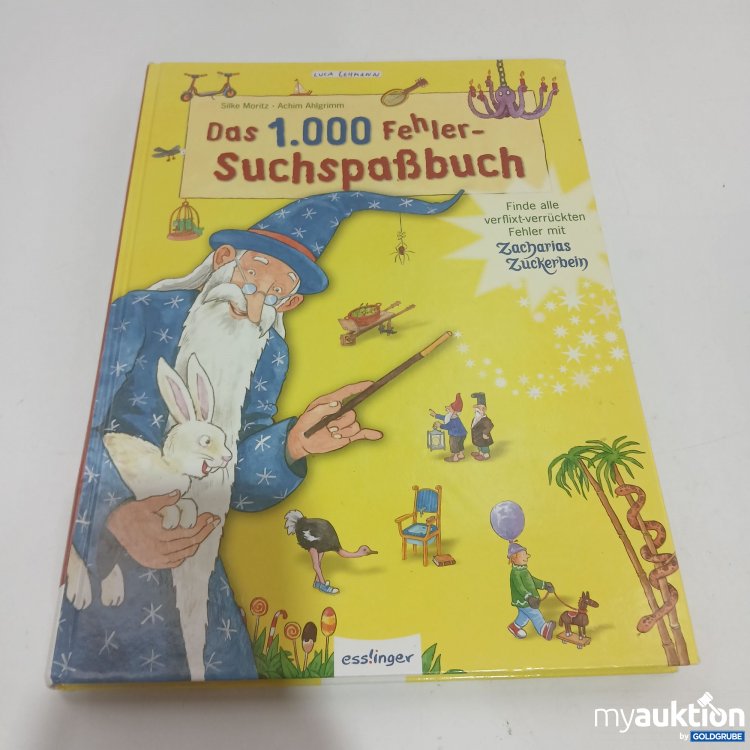 LUCA LEHMANN
Silke Moritz · Achim Ahlgrimm
Das 1.000 Fehler-
Suchspaßbuch
Finde alle
verflixt-verrückten
Fehler mit
Zacharias
Zuckerbein
esslinger
myauktion
by GOLDGRUBE